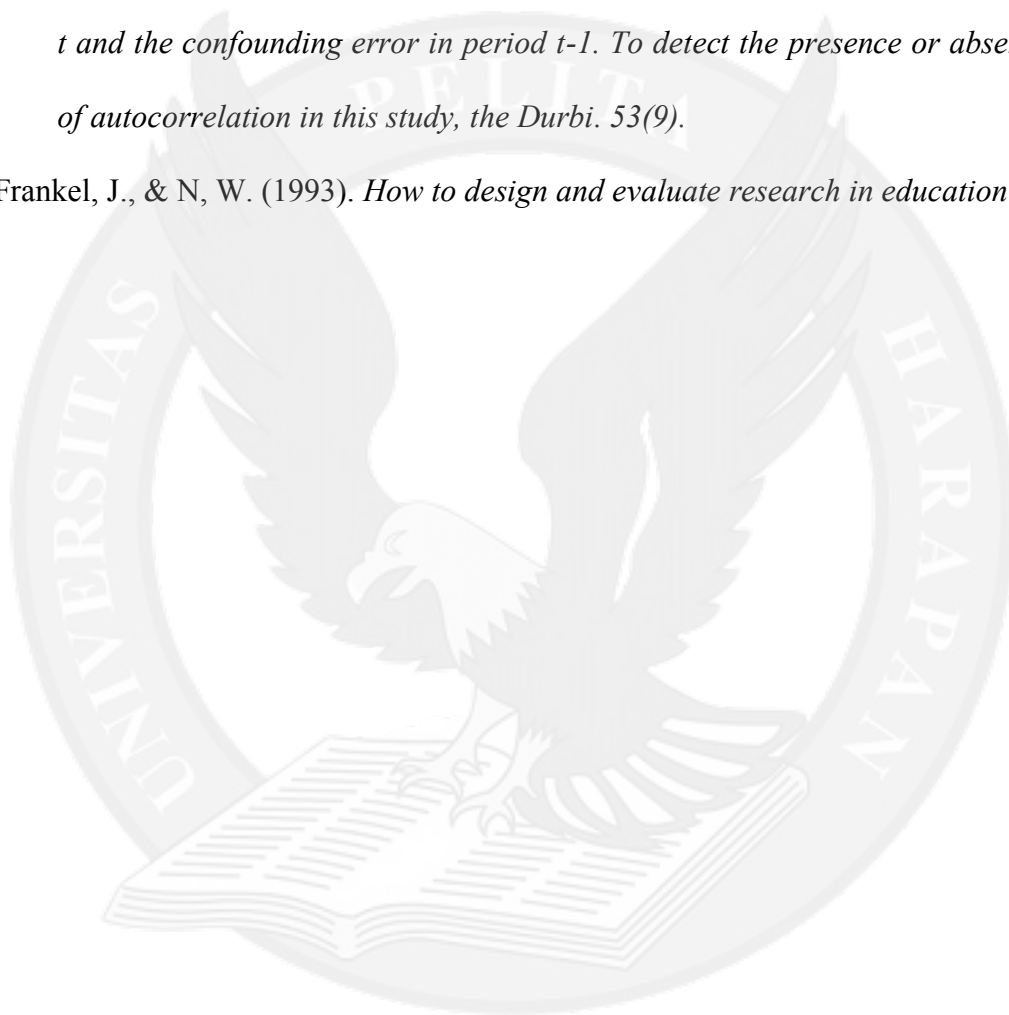 t and the confounding error in period t-1. To detect the presence or
of autocorrelation in this study, the Durbi. 53(9).
Frankel, J., & N, W. (1993). How to design and evaluate research in education
UNIVERSITAS PELITA HARAPAN